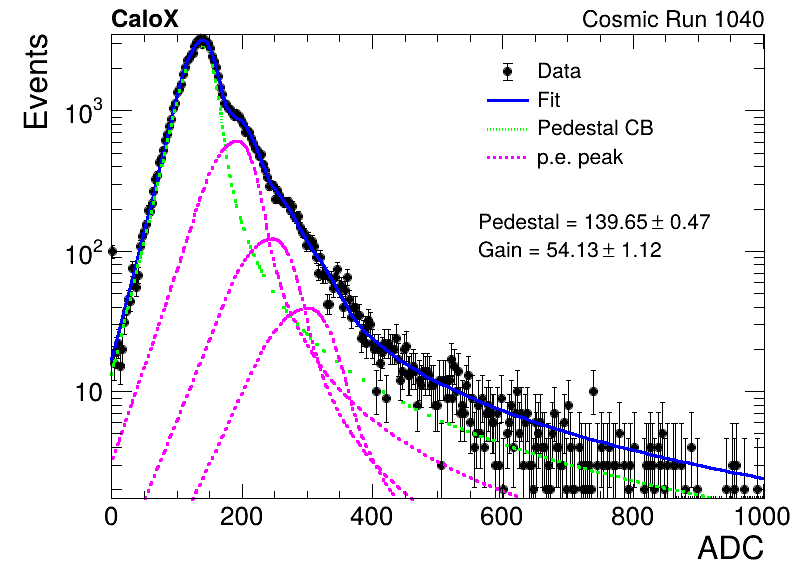 CaloX Cosmic Run 1040
Events
10³
10²
10
Data
Fit
Pedestal CB
p.e. peak
Pedestal = 139.65 ± 0.47
Gain = 54.13 ± 1.12
0 200 400 600 800 1000
ADC